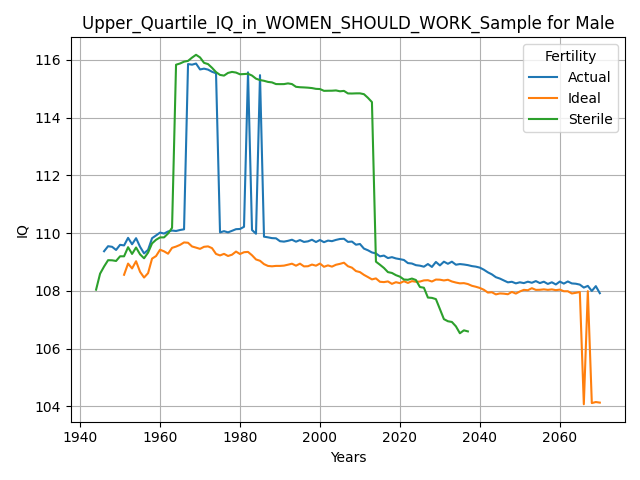 Upper_Quartile_IQ_in_WOMEN_SHOULD_WORK_Sample for Male
Fertility
Actual
Ideal
Sterile
IQ
116
114
112
110
108
106
104
1940
1960
1980
2000
2020
2040
2060
Years